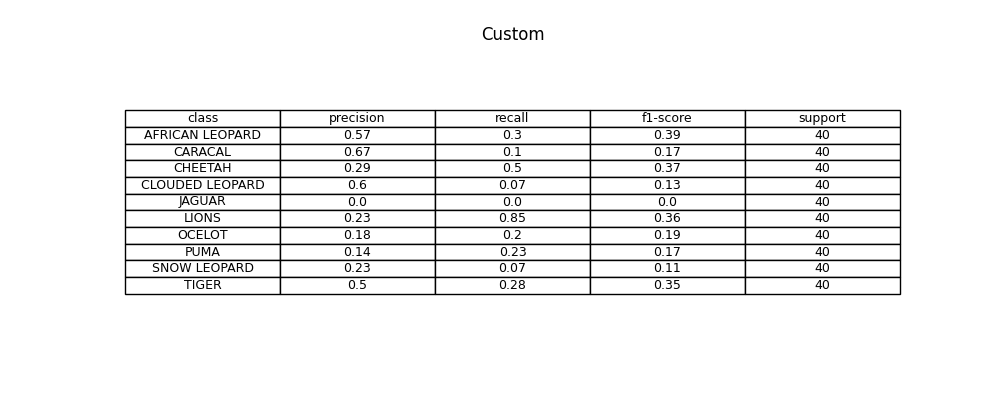 Custom
class precision recall f1-score support
AFRICAN LEOPARD 0.57 0.3 0.39 40
CARACAL 0.67 0.1 0.17 40
CHEETAH 0.29 0.5 0.37 40
CLOUDED LEOPARD 0.6 0.07 0.13 40
JAGUAR 0.0 0.0 0.0 40
LIONS 0.23 0.85 0.36 40
OCELOT 0.18 0.2 0.19 40
PUMA 0.14 0.23 0.17 40
SNOW LEOPARD 0.23 0.07 0.11 40
TIGER 0.5 0.28 0.35 40